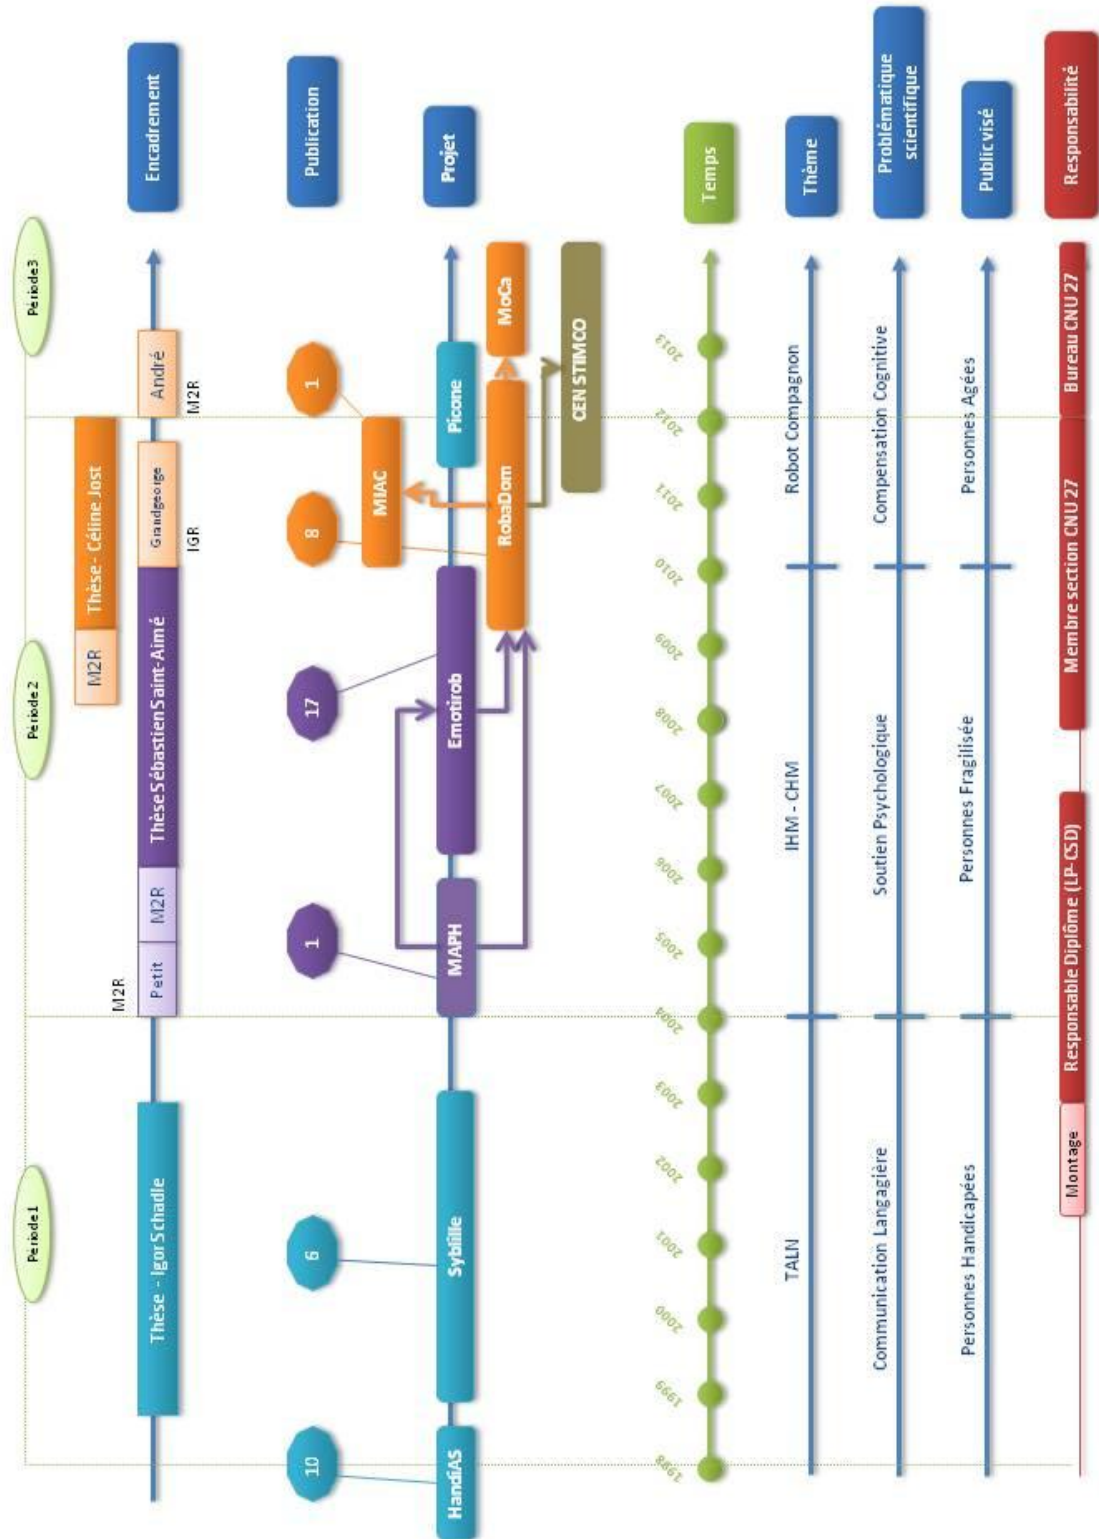 Période1
Période 2
Période3
Thèse - Céline Jost
M2R
M2R
Thèse - Igor Schadle
Petit
M2R
Thèse Sébastien Saint-Aimé
Grandgeorge
André
Encadrement
IGR
M2R
10
6
1
17
8
1
Publication
MIAC
HandiAS
Sybille
MAPH
Emotirob
Picone
Projet
RobaDom
MoCa
CEN STIMCO
1998
1999
2000
2001
2002
2003
2004
2005
2006
2007
2008
2009
2010
2011
2012
2013
Temps
TALN
IHM - CHM
Robot Compagnon
Thème
Communication Langagière
Soutien Psychologique
Compensation Cognitive
Problématique
scientifique
Personnes Handicapées
Personnes Fragilisée
Personnes Agées
Public visé
Montage
Responsable Diplôme (LP-CSD)
Membre section CNU 27
Bureau CNU 27
Responsabilité